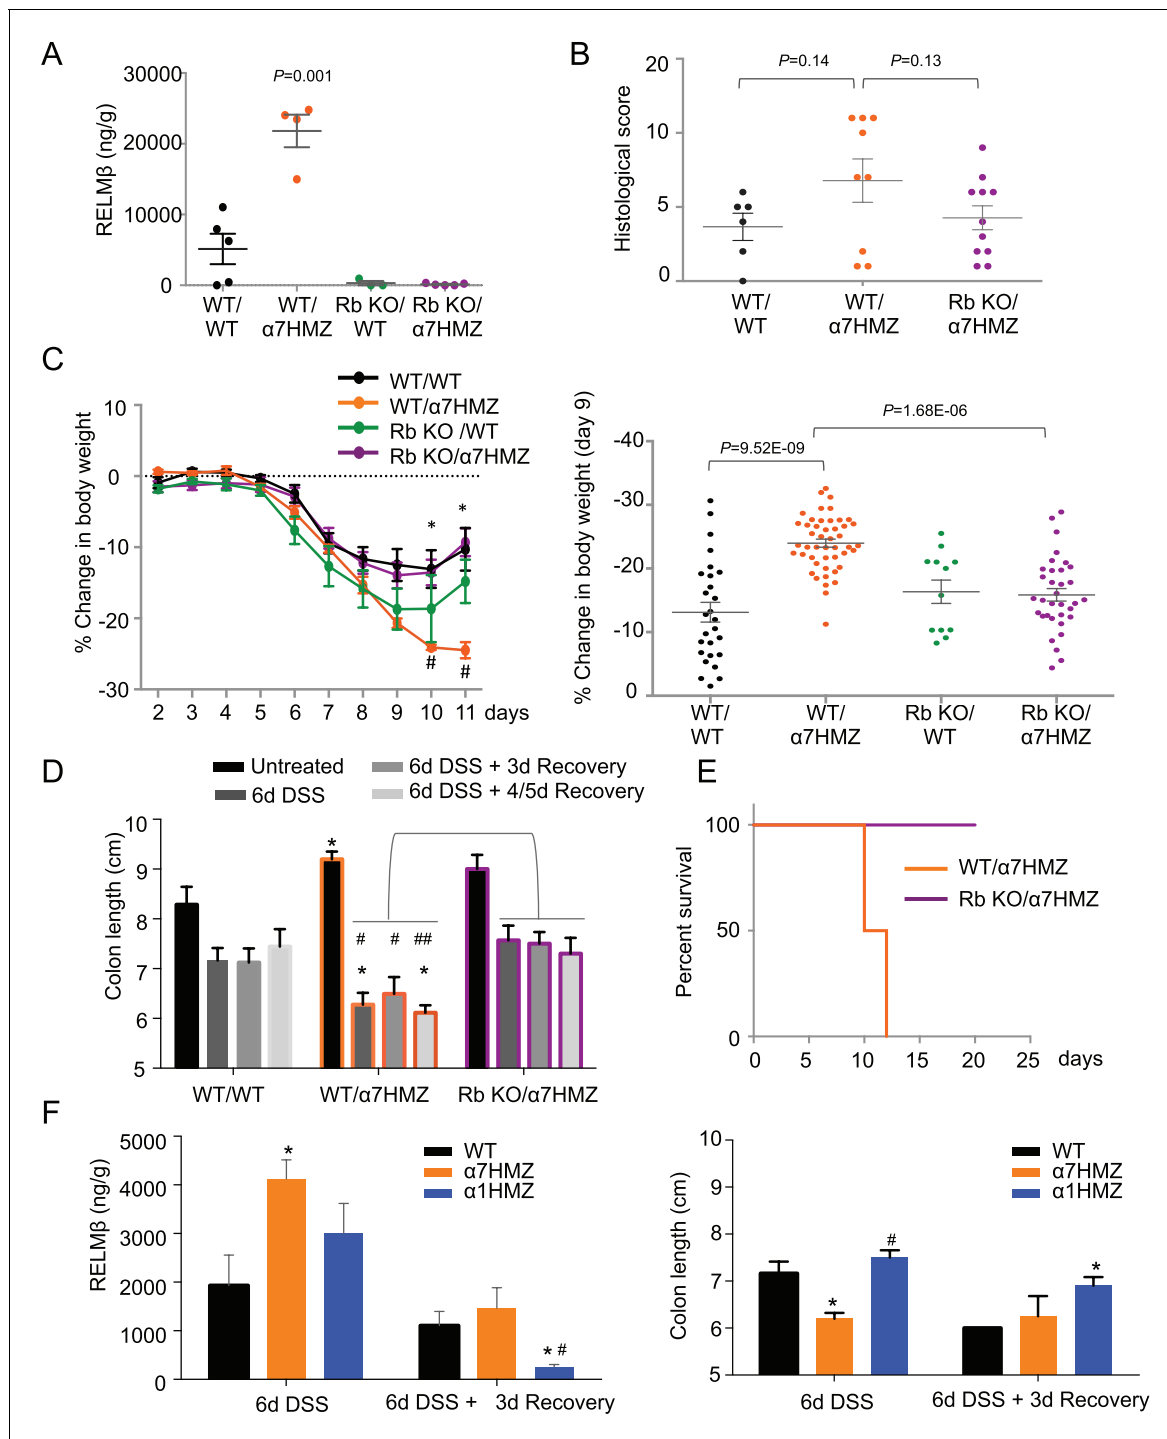 A
RELMβ (ng/g)
30000
20000
10000
0
P=0.001
WT/
WT
WT/
α7HMZ
Rb KO/
WT
Rb KO/
α7HMZ
B
Histological score
20
10
5
0
P=0.14
P=0.13
WT/
WT
WT/
α7HMZ
Rb KO/
α7HMZ
C
WT/WT
WT/α7HMZ
Rb KO /WT
Rb KO/α7HMZ
% Change in body weight
10
0
-10
-20
-30
* *
# #
2 3 4 5 6 7 8 9 10 11 days
% Change in body weight (day 9)
-40
-30
-20
-10
0
P=9.52E-09
P=1.68E-06
WT/
WT
WT/
α7HMZ
Rb KO/
WT
Rb KO/
α7HMZ
D
Untreated
6d DSS
6d DSS + 3d Recovery
6d DSS + 4/5d Recovery
Colon length (cm)
10
9
8
7
6
5
*
# # ##
* *
WT/WT WT/α7HMZ Rb KO/α7HMZ
E
Percent survival
100
50
0
WT/α7HMZ
Rb KO/α7HMZ
0 5 10 15 20 25 days
F
RELMβ (ng/g)
5000
4000
3000
2000
1000
0
WT
α7HMZ
α1HMZ
*
* #
6d DSS 6d DSS + 3d Recovery
Colon length (cm)
10
9
8
7
6
5
WT
α7HMZ
α1HMZ
*
#
*
6d DSS 6d DSS + 3d Recovery